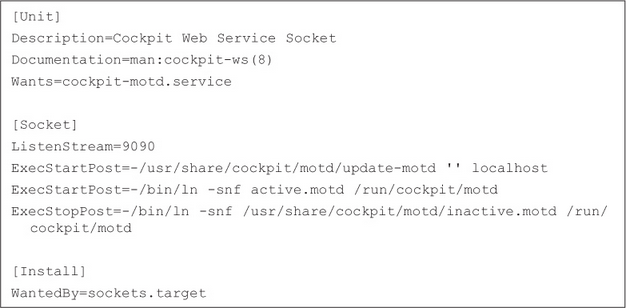 [Unit]
Description=Cockpit Web Service Socket
Documentation=man:cockpit-ws(8)
Wants=cockpit-motd.service
[Socket]
ListenStream=9090
ExecStartPost=-/usr/share/cockpit/motd/update-motd '' localhost
ExecStartPost=-/bin/ln -snf active.motd /run/cockpit/motd
ExecStopPost=-/bin/ln -snf /usr/share/cockpit/motd/inactive.motd /run/
cockpit/motd
[Install]
WantedBy=sockets.target